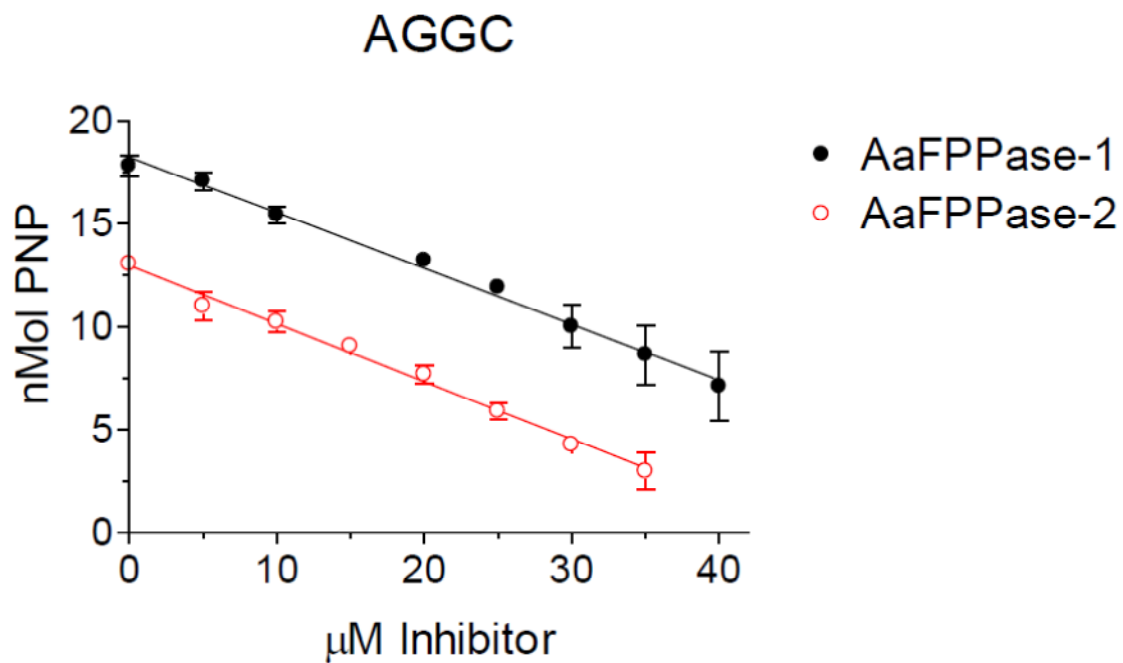 AGGC
20
15
10
5
0
nMol PNP
0 10 20 30 40
μM Inhibitor
AaFPPase-1
AaFPPase-2